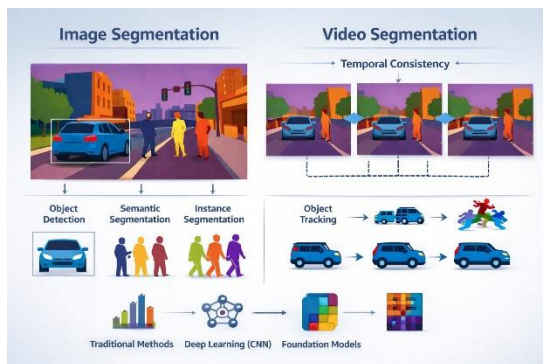 Image Segmentation
Video Segmentation
Temporal Consistency
Object
Detection
Semantic
Segmentation
Instance
Segmentation
Object
Tracking
Traditional Methods
Deep Learning (CNN)
Foundation Models